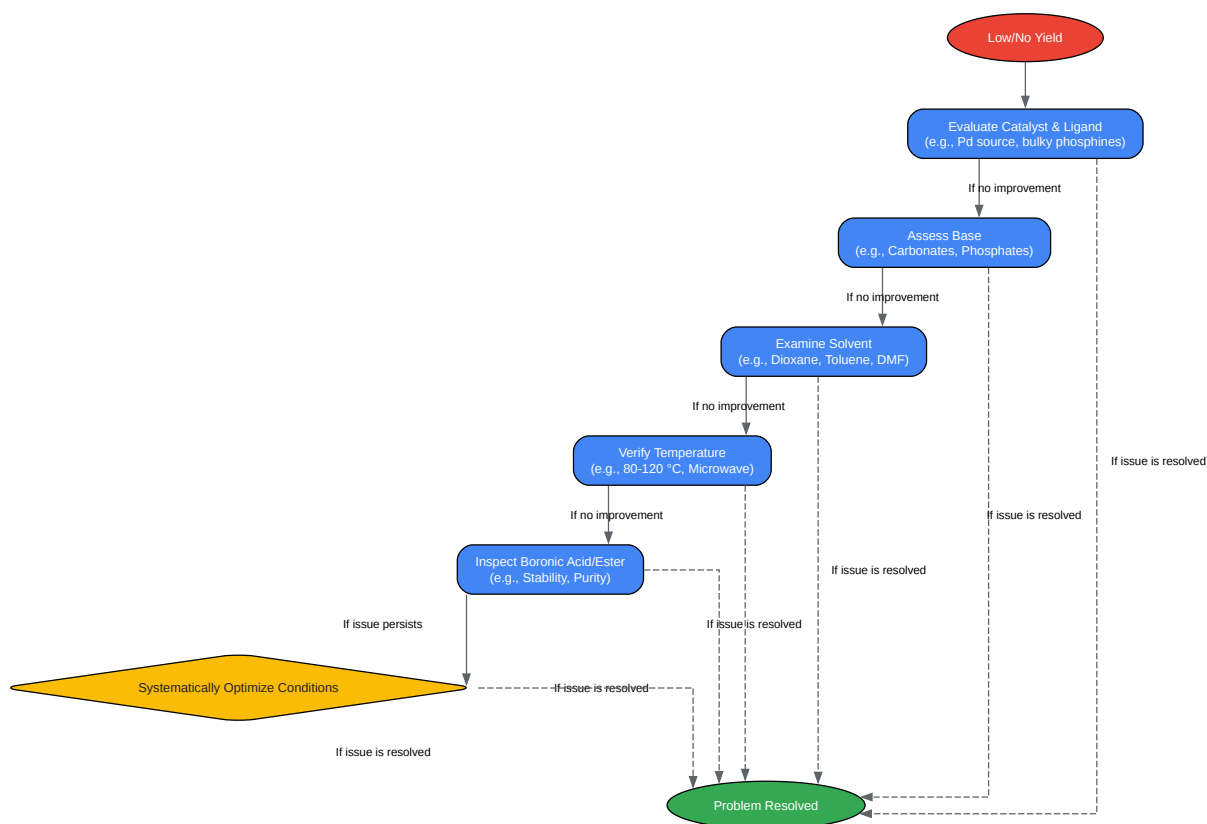 Low/No Yield
Evaluate Catalyst & Ligand
(e.g., Pd source, bulky phosphines)
If no improvement
Assess Base
(e.g., Carbonates, Phosphates)
If no improvement
Examine Solvent
(e.g., Dioxane, Toluene, DMF)
If no improvement
Verify Temperature
(e.g., 80-120 °C, Microwave)
If issue is resolved
If no improvement
If issue is resolved
Inspect Boronic Acid/Ester
(e.g., Stability, Purity)
If issue is resolved
If issue persists
If issue is resolved
Systematically Optimize Conditions
If issue is resolved
If issue is resolved
Problem Resolved